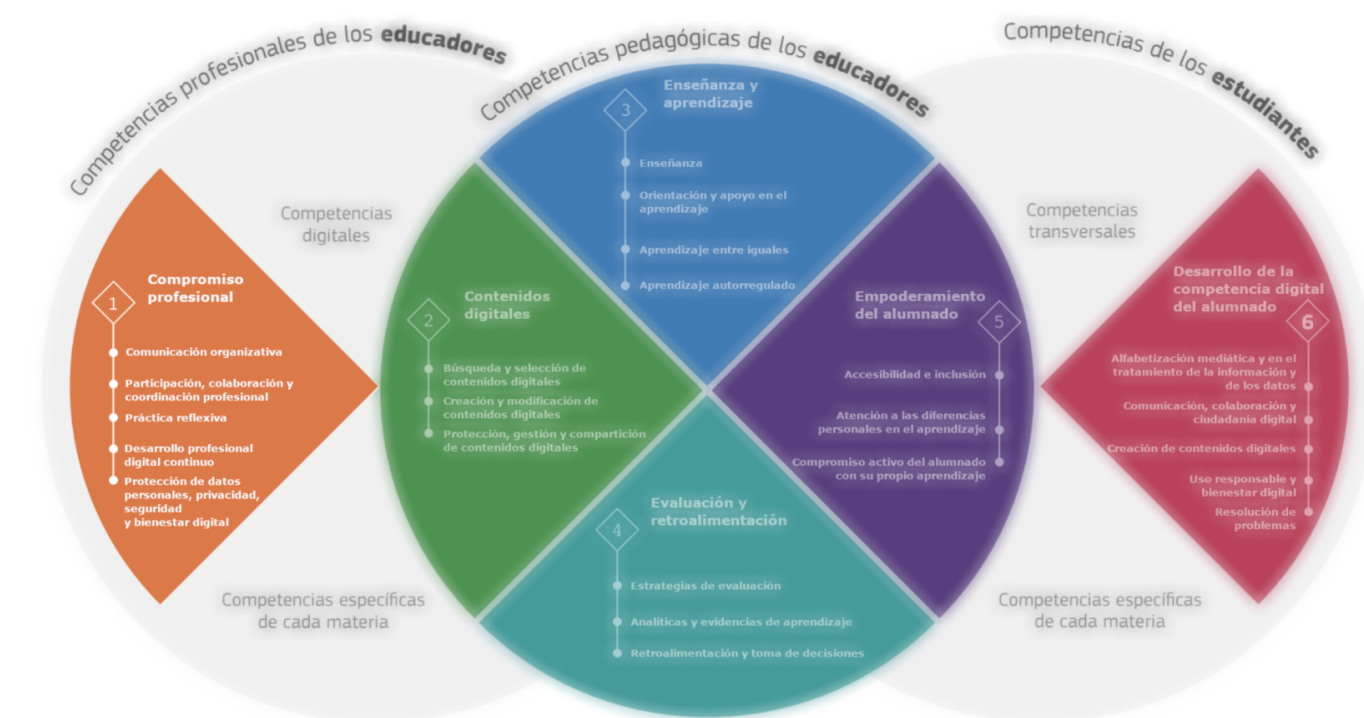 Competencias profesionales de los educadores
Competencias pedagógicas de los educadores
Competencias de los estudiantes
Competencias
digitales
Competencias
transversales
Competencias específicas
de cada materia
Competencias específicas
de cada materia
1
Compromiso
profesional
Comunicación organizativa
Participación, colaboración y
coordinación profesional
Práctica reflexiva
Desarrollo profesional
digital continuo
Protección de datos
personales, privacidad,
seguridad
y bienestar digital
2
Contenidos
digitales
Búsqueda y selección de
contenidos digitales
Creación y modificación de
contenidos digitales
Protección, gestión y compartición
de contenidos digitales
3
Enseñanza y
aprendizaje
Enseñanza
Orientación y apoyo en el
aprendizaje
Aprendizaje entre iguales
Aprendizaje autorregulado
4
Evaluación y
retroalimentación
Estrategias de evaluación
Analíticas y evidencias de aprendizaje
Retroalimentación y toma de decisiones
5
Empoderamiento
del alumnado
Accesibilidad e inclusión
Atención a las diferencias
personales en el aprendizaje
Compromiso activo del alumnado
con su propio aprendizaje
6
Desarrollo de la
competencia digital
del alumnado
Alfabetización mediática y en el
tratamiento de la información y
de los datos
Comunicación, colaboración y
ciudadanía digital
Creación de contenidos digitales
Uso responsable y
bienestar digital
Resolución de
problemas